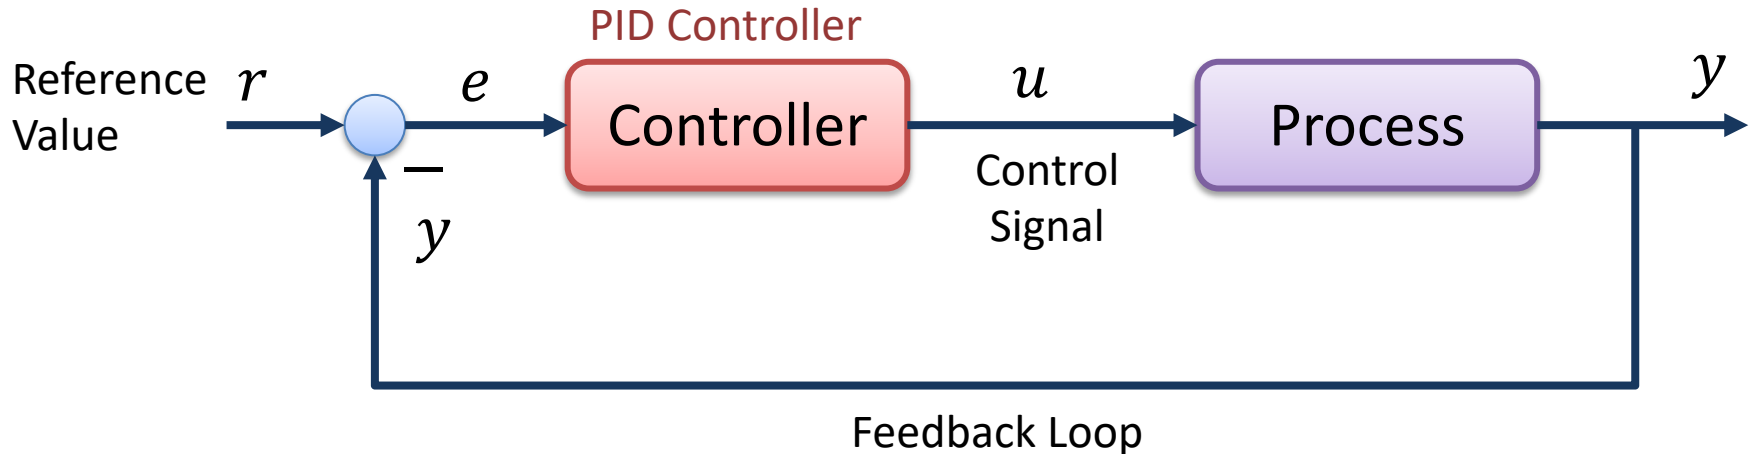 PID Controller
Reference
Value
r
e
Controller
u
Control
Signal
Process
y
−
y
Feedback Loop